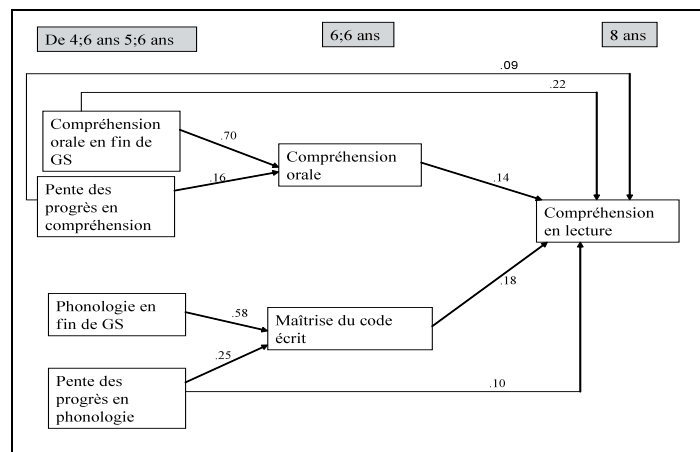 De 4;6 ans 5;6 ans
6;6 ans
8 ans
.09
.22
Compréhension
orale en fin de
GS
.70
Compréhension
orale
Pente des
progrès en
compréhension
.16
.14
Compréhension
en lecture
Phonologie en
fin de GS
.58
Maîtrise du code
écrit
.18
.25
Pente des
progrès en
phonologie
.10